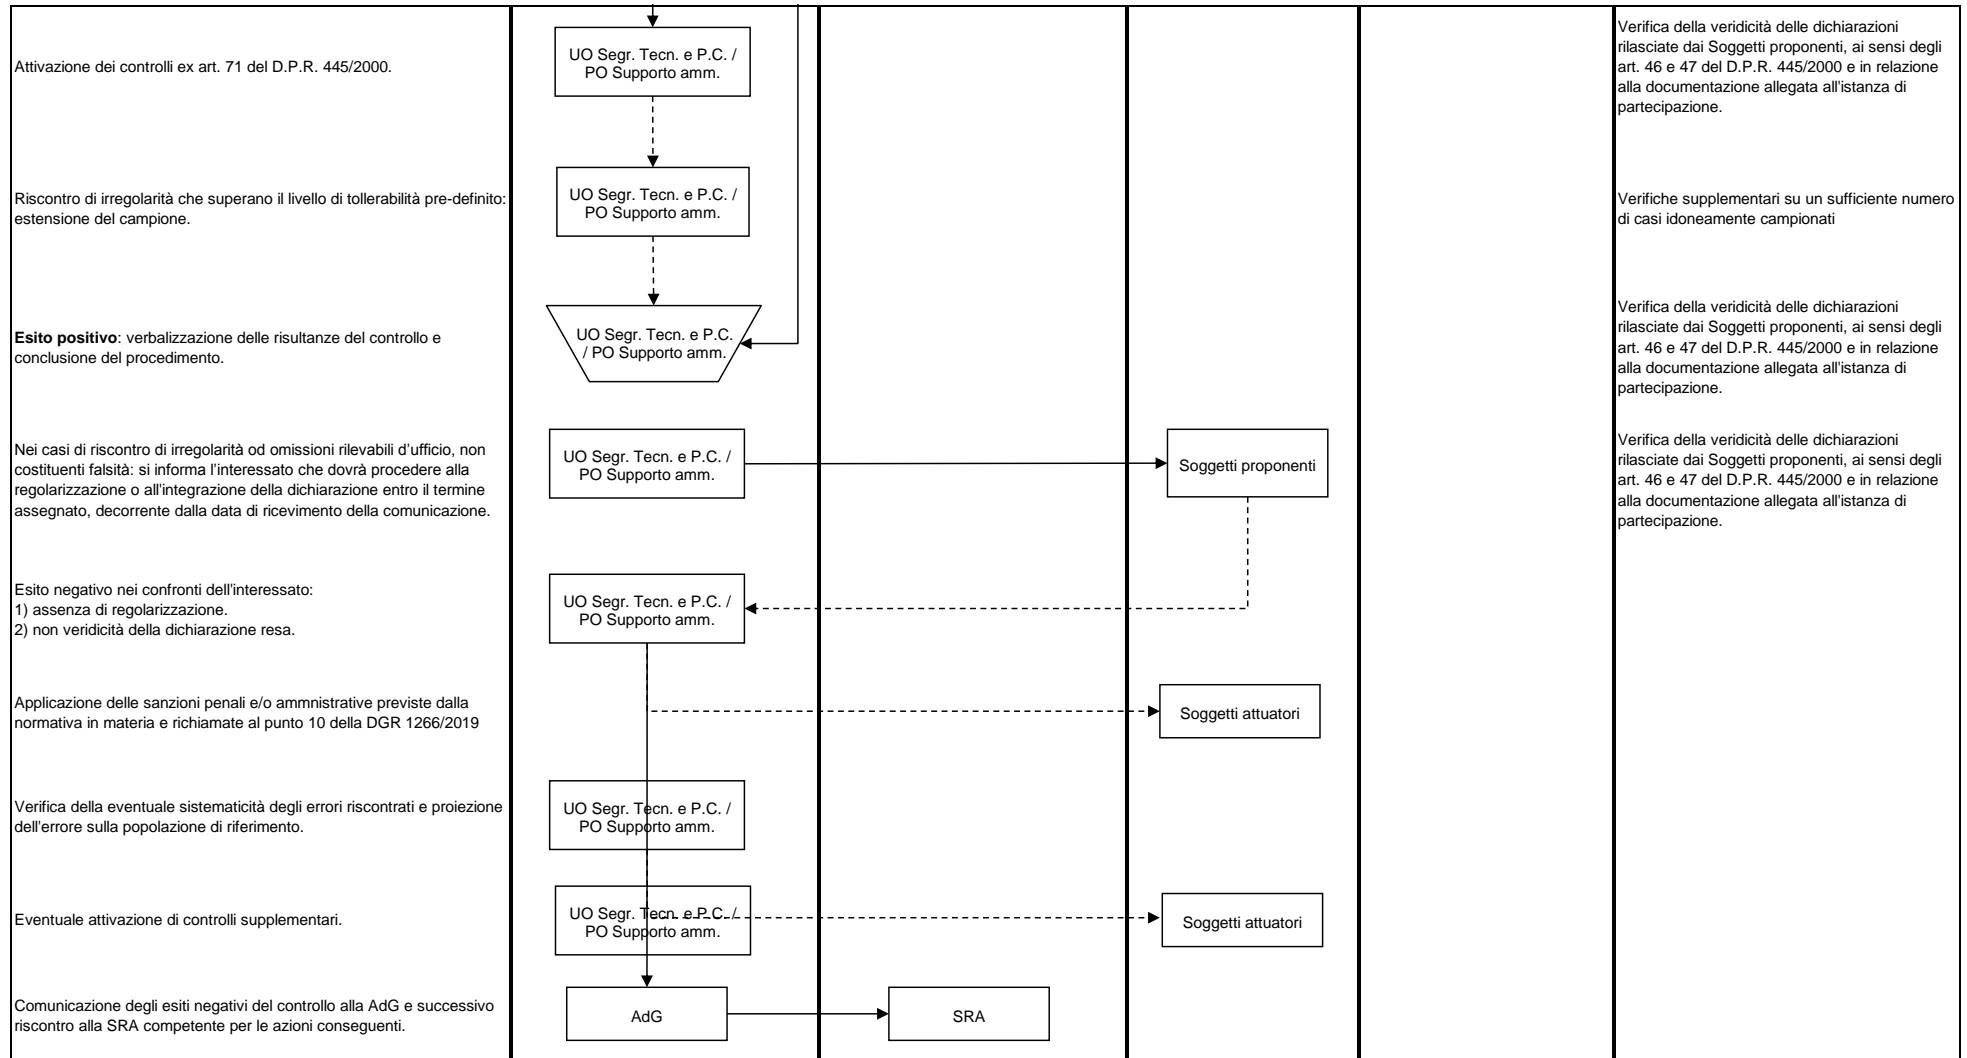 Attivazione dei controlli ex art. 71 del D.P.R. 445/2000.
UO Segr. Tecn. e P.C. /
PO Supporto amm.
Verifica della veridicità delle dichiarazioni
rilasciate dai Soggetti proponenti, ai sensi degli
art. 46 e 47 del D.P.R. 445/2000 e in relazione
alla documentazione allegata all'istanza di
partecipazione.
Riscontro di irregolarità che superano il livello di tollerabilità pre-definito:
estensione del campione.
UO Segr. Tecn. e P.C. /
PO Supporto amm.
Verifiche supplementari su un sufficiente numero
di casi idoneamente campionati
Esito positivo: verbalizzazione delle risultanze del controllo e
conclusione del procedimento.
UO Segr. Tecn. e P.C.
/ PO Supporto amm.
Verifica della veridicità delle dichiarazioni
rilasciate dai Soggetti proponenti, ai sensi degli
art. 46 e 47 del D.P.R. 445/2000 e in relazione
alla documentazione allegata all'istanza di
partecipazione.
Nei casi di riscontro di irregolarità od omissioni rilevabili d’ufficio, non
costituenti falsità: si informa l’interessato che dovrà procedere alla
regolarizzazione o all’integrazione della dichiarazione entro il termine
assegnato, decorrente dalla data di ricevimento della comunicazione.
UO Segr. Tecn. e P.C. /
PO Supporto amm.
Soggetti proponenti
Verifica della veridicità delle dichiarazioni
rilasciate dai Soggetti proponenti, ai sensi degli
art. 46 e 47 del D.P.R. 445/2000 e in relazione
alla documentazione allegata all'istanza di
partecipazione.
Esito negativo nei confronti dell'interessato:
1) assenza di regolarizzazione.
2) non veridicità della dichiarazione resa.
UO Segr. Tecn. e P.C. /
PO Supporto amm.
Applicazione delle sanzioni penali e/o ammnistrative previste dalla
normativa in materia e richiamate al punto 10 della DGR 1266/2019
Soggetti attuatori
Verifica della eventuale sistematicità degli errori riscontrati e proiezione
dell'errore sulla popolazione di riferimento.
UO Segr. Tecn. e P.C. /
PO Supporto amm.
Eventuale attivazione di controlli supplementari.
UO Segr. Tecn. e P.C. /
PO Supporto amm.
Soggetti attuatori
Comunicazione degli esiti negativi del controllo alla AdG e successivo
riscontro alla SRA competente per le azioni conseguenti.
AdG
SRA